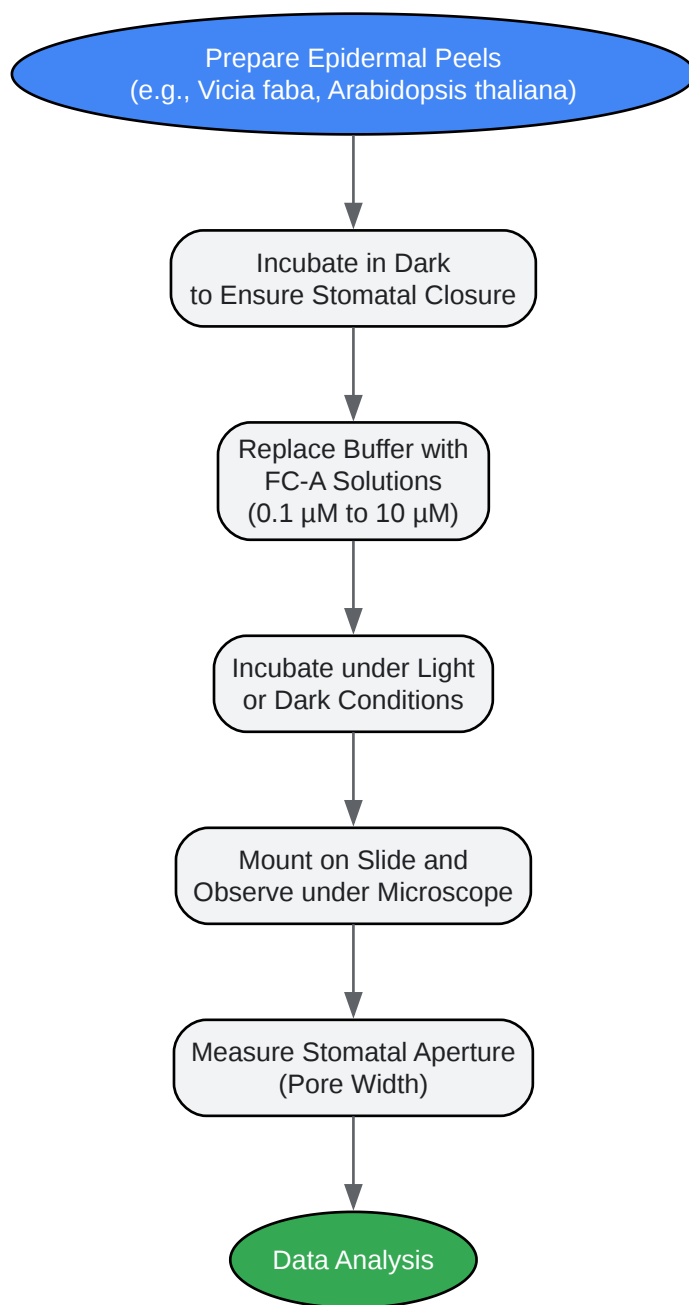 Prepare Epidermal Peels
(e.g., Vicia faba, Arabidopsis thaliana)
Incubate in Dark
to Ensure Stomatal Closure
Replace Buffer with
FC-A Solutions
(0.1 µM to 10 µM)
Incubate under Light
or Dark Conditions
Mount on Slide and
Observe under Microscope
Measure Stomatal Aperture
(Pore Width)
Data Analysis